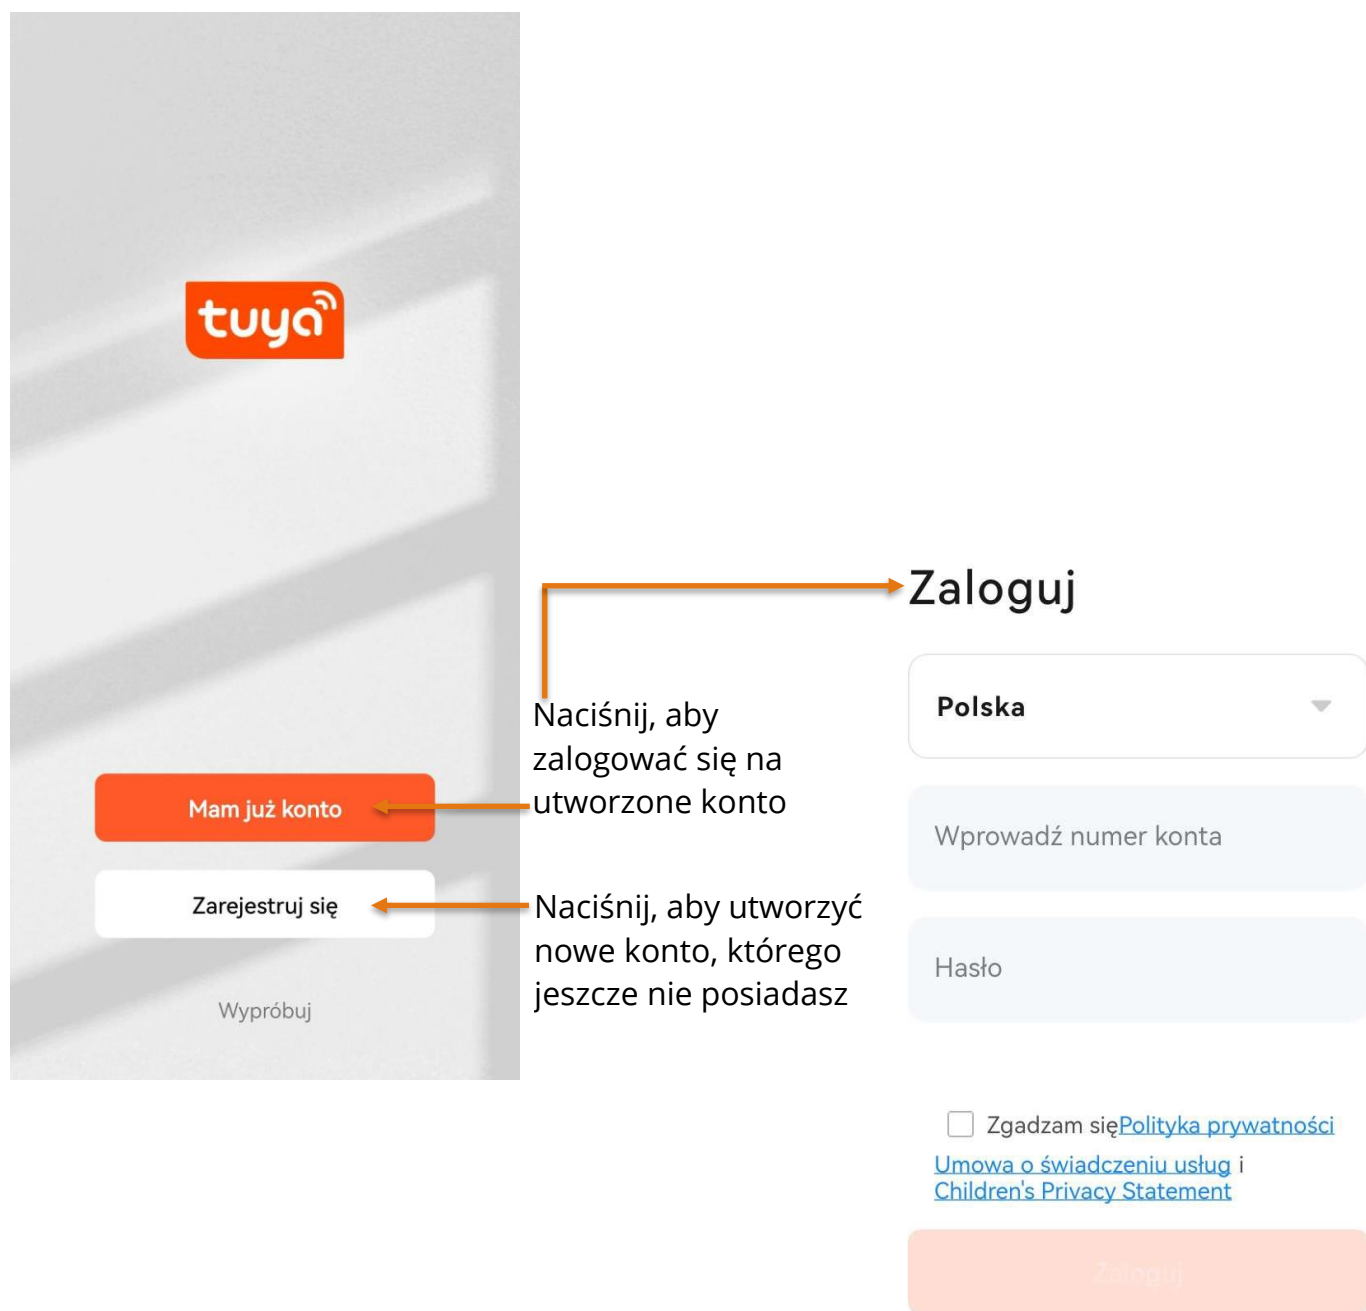 tuya
Mam już konto
Zarejestruj się
Wypróbuj
Naciśnij, aby
zalogować się na
utworzone konto
Naciśnij, aby utworzyć
nowe konto, którego
jeszcze nie posiadasz
Zaloguj
Polska
Wprowadź numer konta
Hasło
Zgadzam sięPolityka prywatności
Umowa o świadczeniu usług i
Children's Privacy Statement
Zaloguj